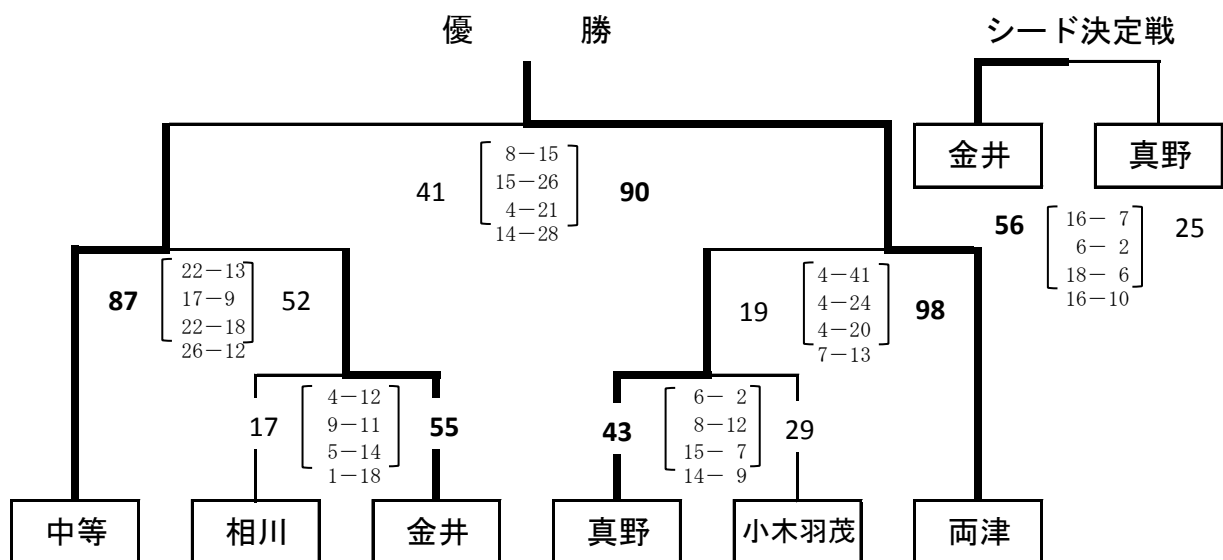 優 勝
シード決定戦
金井 真野
41 8-15 90
15-26
4-21
14-28
56 16- 7 25
6- 2
18- 6
16-10
87 22-13 52
17-9
22-18
26-12
19 4-41 98
4-24
4-20
7-13
17 4-12 55
9-11
5-14
1-18
43 6- 2 29
8-12
15- 7
14- 9
中等 相川 金井 真野 小木羽茂 両津